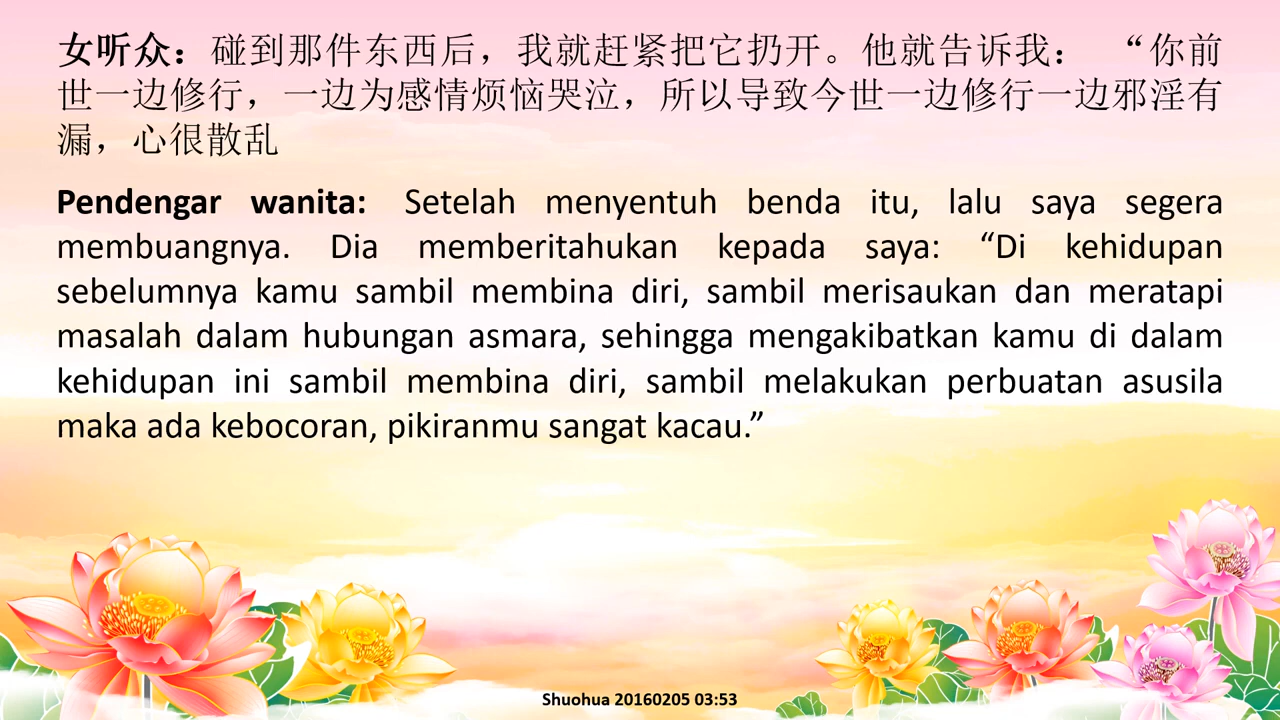 女听众：碰到那件东西后，我就赶紧把它扔开。他就告诉我： “你前
世一边修行，一边为感情烦恼哭泣，所以导致今世一边修行一边邪淫有
漏，心很散乱
Pendengar wanita: Setelah menyentuh benda itu, lalu saya segera
membuangnya. Dia memberitahukan kepada saya: “Di kehidupan
sebelumnya kamu sambil membina diri, sambil merisaukan dan meratapi
masalah dalam hubungan asmara, sehingga mengakibatkan kamu di dalam
kehidupan ini sambil membina diri, sambil melakukan perbuatan asusila
maka ada kebocoran, pikiranmu sangat kacau.”
Shuohua 20160205 03:53